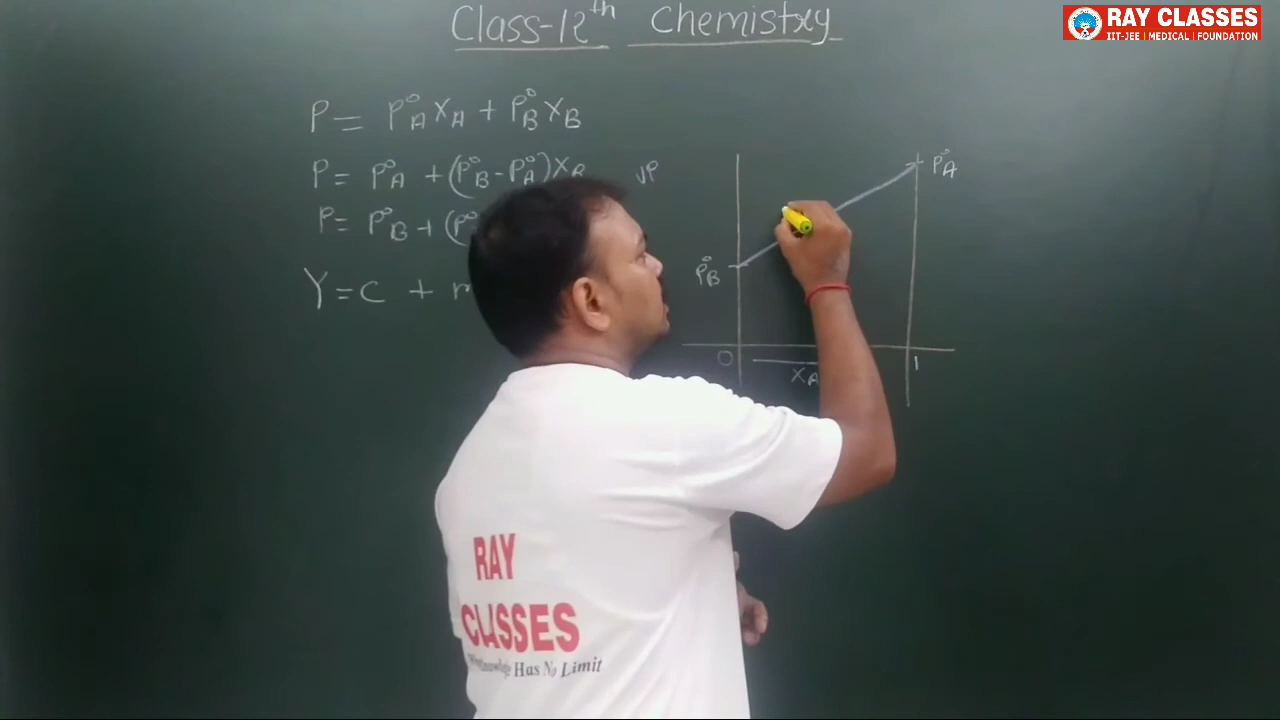 Class-12th Chemistry
RAY CLASSES
IIT-JEE | MEDICAL | FOUNDATION
P = P°A XA + P°B XB
P = P°A + (P°B - P°A) XB
P = P°B + (P°
Y = C + m
VP
P°A
P°B
0
XA
1
RAY
CLASSES
Has No Limit